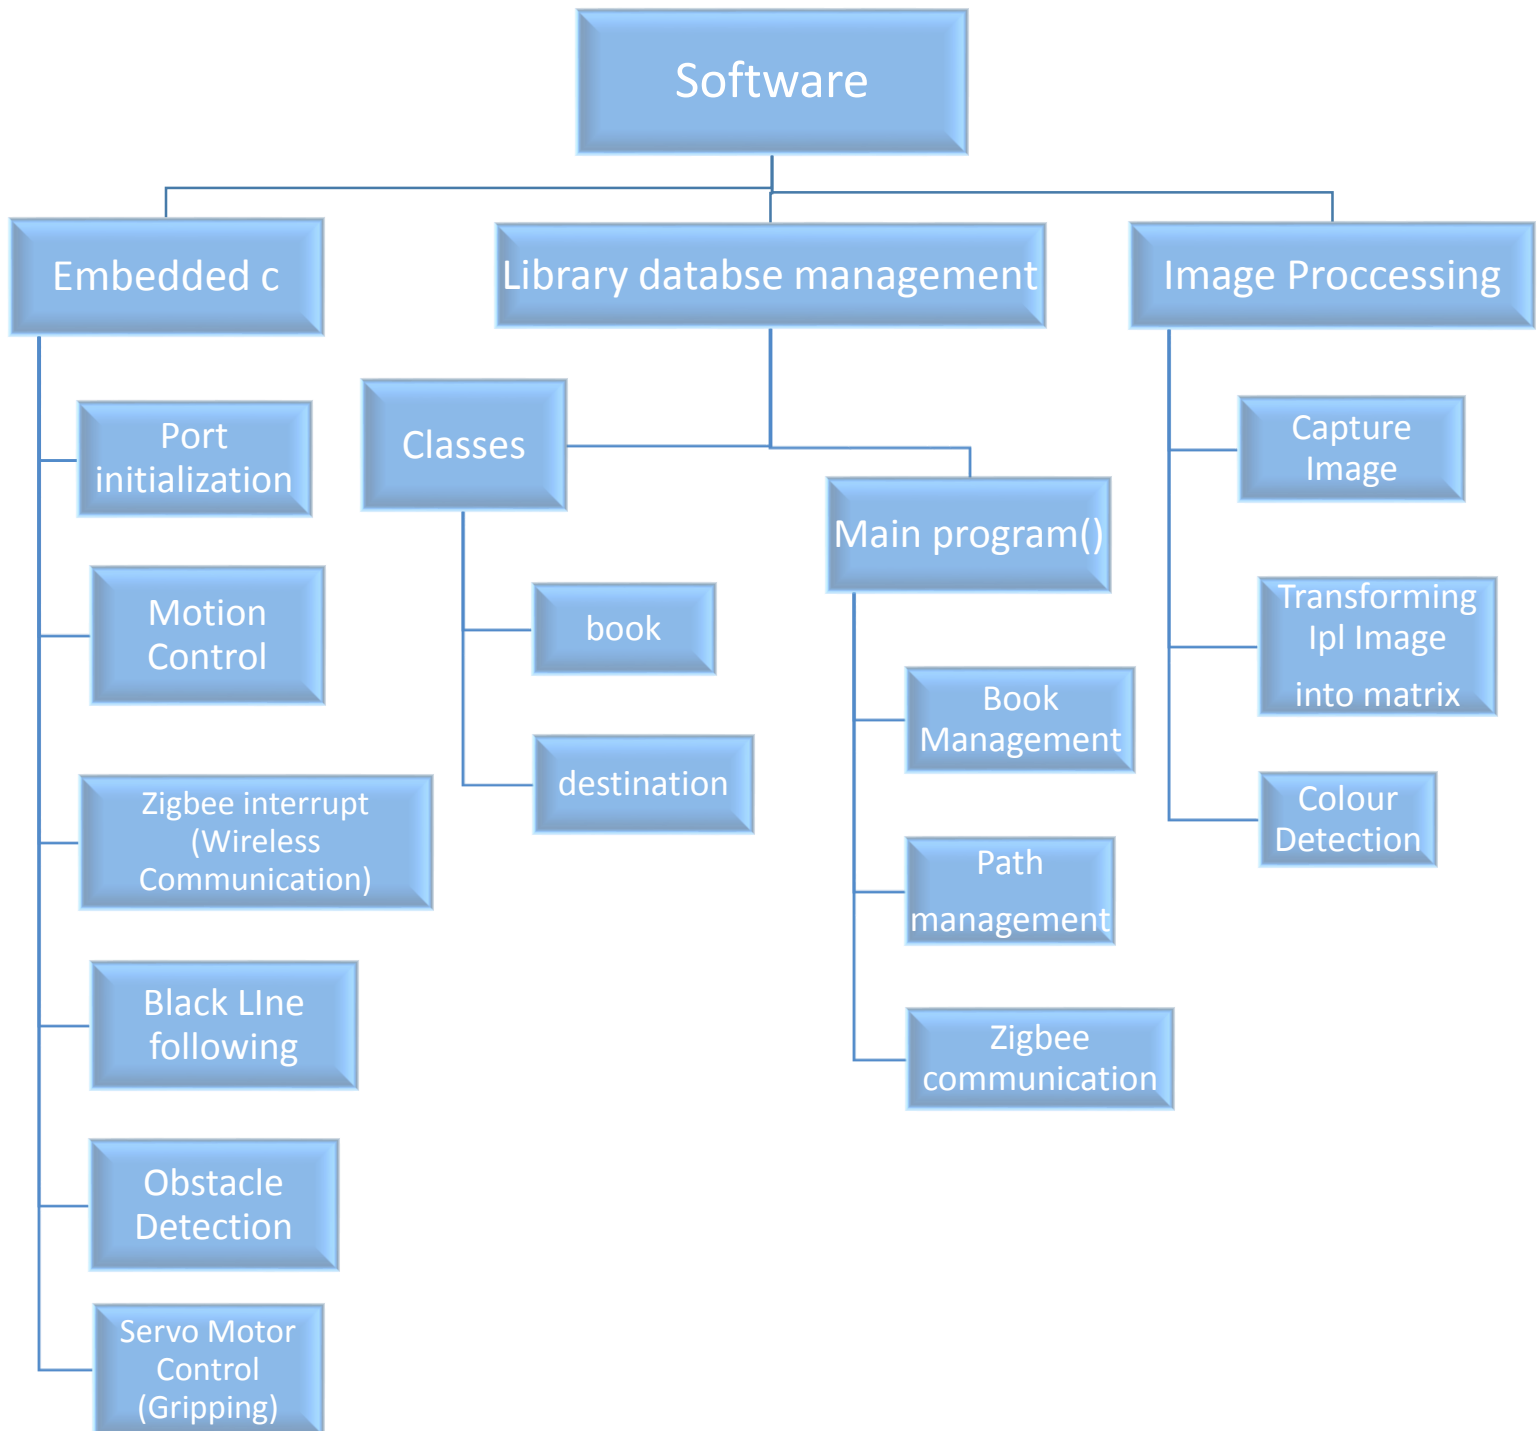 Software
Embedded c
Library databse management
Image Proccessing
Port
initialization
Motion
Control
Zigbee interrupt
(Wireless
Communication)
Black LIne
following
Obstacle
Detection
Servo Motor
Control
(Gripping)
Classes
book
destination
Main program()
Book
Management
Path
management
Zigbee
communication
Capture
Image
Transforming
Ipl Image
into matrix
Colour
Detection